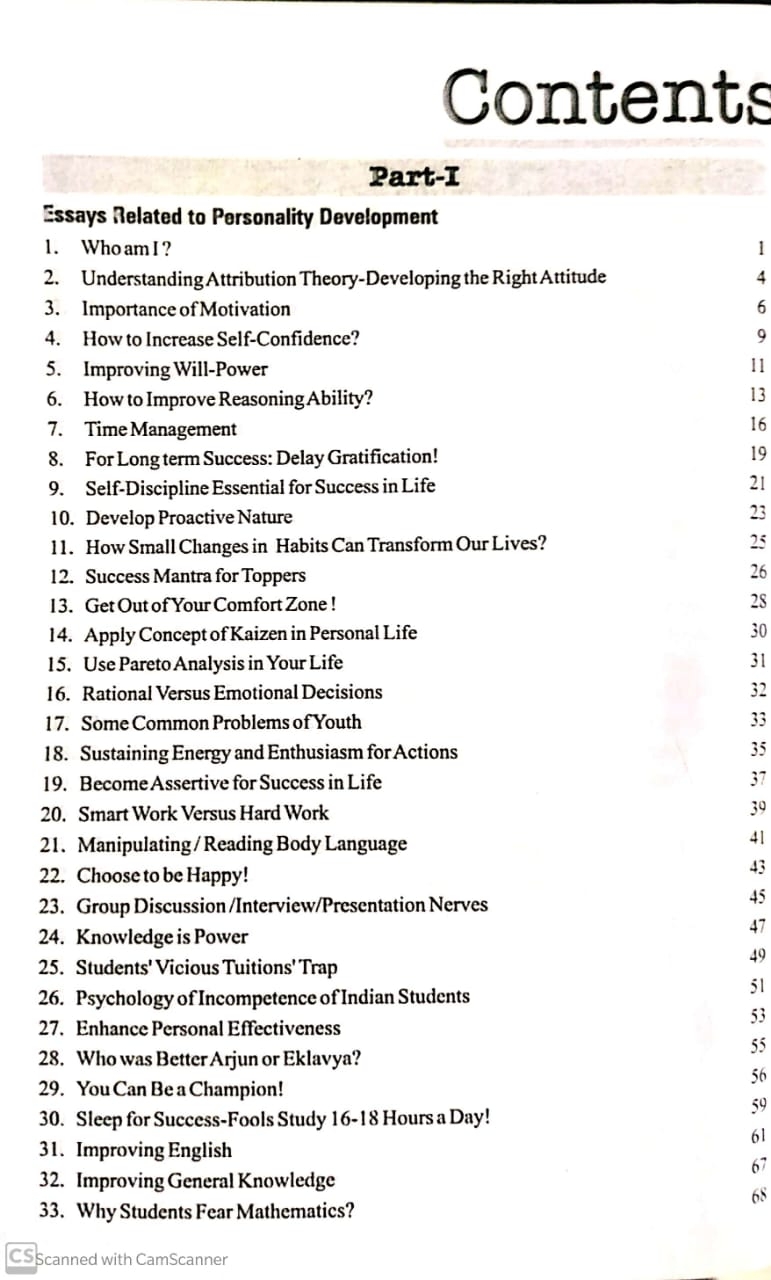 Contents
Part-I
Essays Related to Personality Development
1. Who am I? 1
2. Understanding Attribution Theory-Developing the Right Attitude 4
3. Importance of Motivation 6
4. How to Increase Self-Confidence? 9
5. Improving Will-Power 11
6. How to Improve Reasoning Ability? 13
7. Time Management 16
8. For Long term Success: Delay Gratification! 19
9. Self-Discipline Essential for Success in Life 21
10. Develop Proactive Nature 23
11. How Small Changes in Habits Can Transform Our Lives? 25
12. Success Mantra for Toppers 26
13. Get Out of Your Comfort Zone ! 28
14. Apply Concept of Kaizen in Personal Life 30
15. Use Pareto Analysis in Your Life 31
16. Rational Versus Emotional Decisions 32
17. Some Common Problems of Youth 33
18. Sustaining Energy and Enthusiasm for Actions 35
19. Become Assertive for Success in Life 37
20. Smart Work Versus Hard Work 39
21. Manipulating / Reading Body Language 41
22. Choose to be Happy! 43
23. Group Discussion /Interview/Presentation Nerves 45
24. Knowledge is Power 47
25. Students' Vicious Tuitions' Trap 49
26. Psychology of Incompetence of Indian Students 51
27. Enhance Personal Effectiveness 53
28. Who was Better Arjun or Eklavya? 55
29. You Can Be a Champion! 56
30. Sleep for Success-Fools Study 16-18 Hours a Day! 59
31. Improving English 61
32. Improving General Knowledge 67
33. Why Students Fear Mathematics? 68
CS Scanned with CamScanner